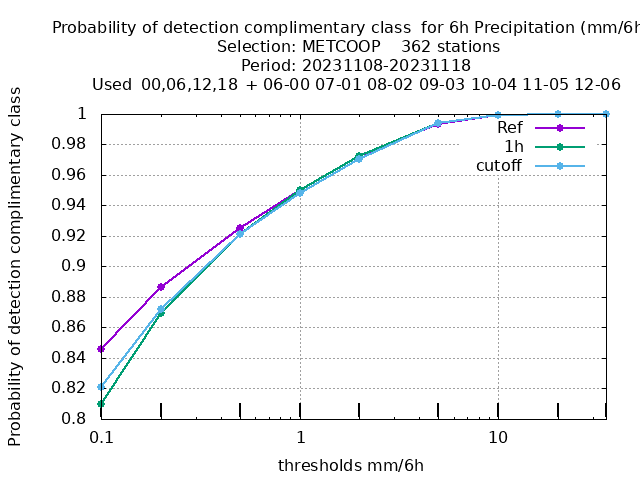 Probability of detection complimentary class  for 6h Precipitation (mm/6h
Selection: METCOOP    362 stations
Period: 20231108-20231118
Used  00,06,12,18  + 06-00 07-01 08-02 09-03 10-04 11-05 12-06
Probability of detection complimentary class
1
0.98
0.96
0.94
0.92
0.9
0.88
0.86
0.84
0.82
0.8
Ref
1h
cutoff
0.1 1 10
thresholds mm/6h